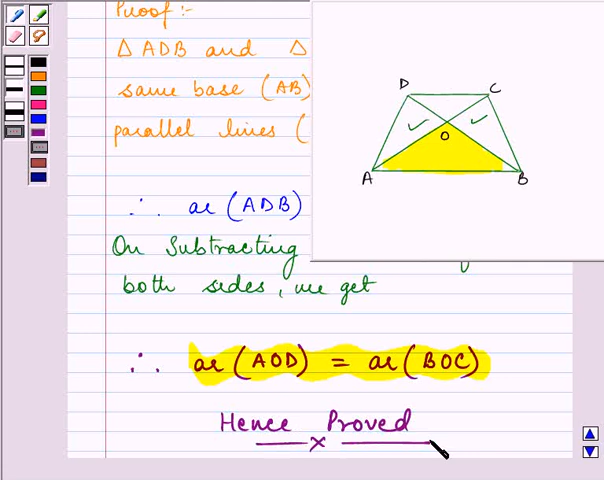 Proof :-
Δ ADB and Δ
same base (AB)
parallel lines (
∴ ar (ADB)
On Subtracting
both sides, we get
∴ ar (AOD) = ar (BOC)
Hence Proved
D C
O
A B